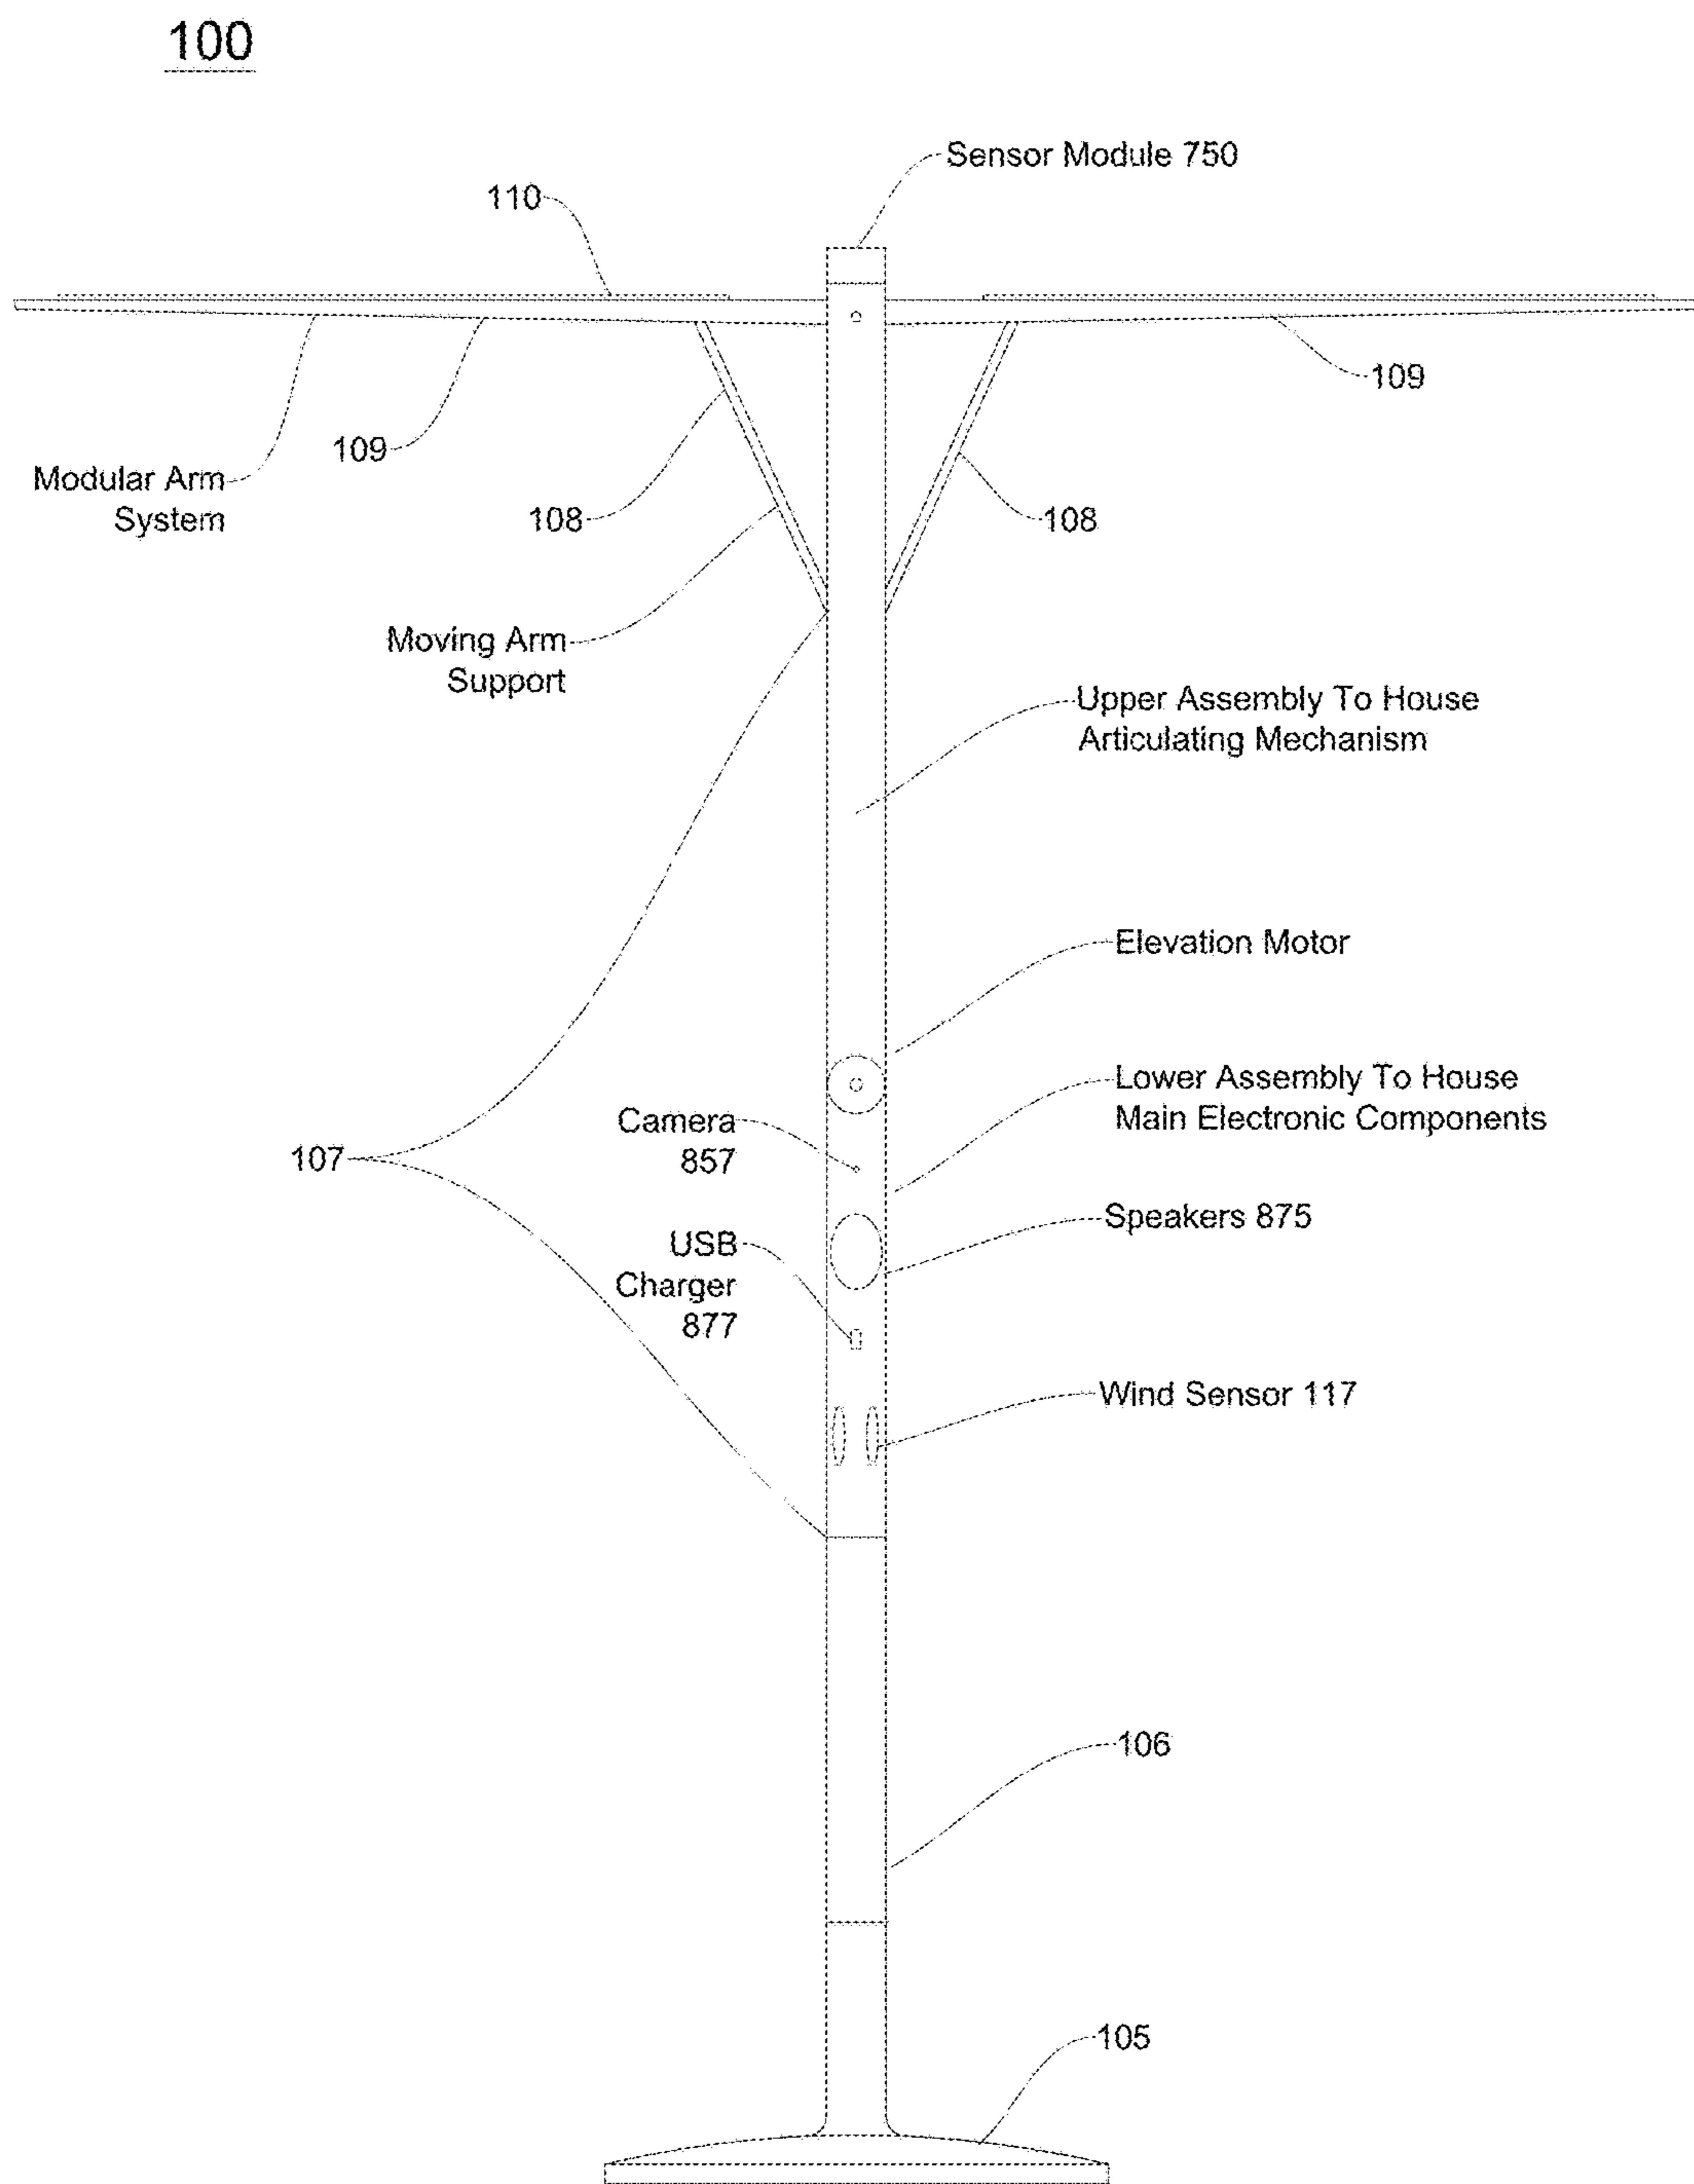 100
Sensor Module 750
110
109
109
Modular Arm
System
108
108
Moving Arm
Support
Upper Assembly To House
Articulating Mechanism
Elevation Motor
Lower Assembly To House
Main Electronic Components
Camera
857
107
Speakers 875
USB
Charger
877
Wind Sensor 117
106
105